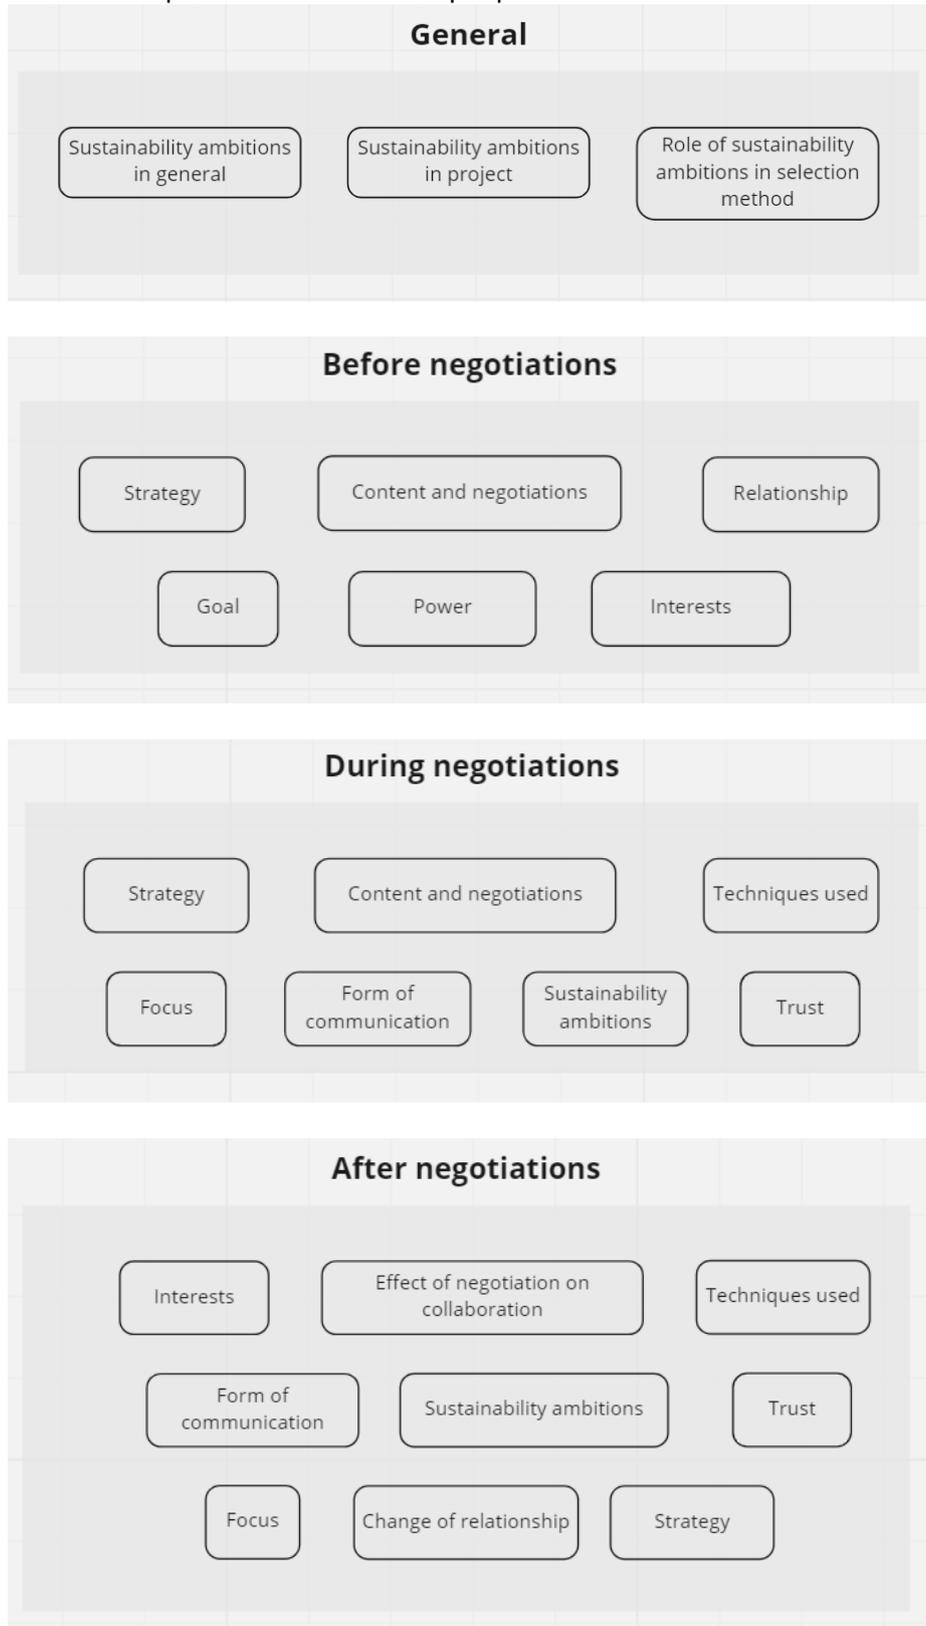 General
Sustainability ambitions
in general
Sustainability ambitions
in project
Role of sustainability
ambitions in selection
method
Before negotiations
Strategy
Content and negotiations
Relationship
Goal
Power
Interests
During negotiations
Strategy
Content and negotiations
Techniques used
Focus
Form of
communication
Sustainability
ambitions
Trust
After negotiations
Interests
Effect of negotiation on
collaboration
Techniques used
Form of
communication
Sustainability ambitions
Trust
Focus
Change of relationship
Strategy